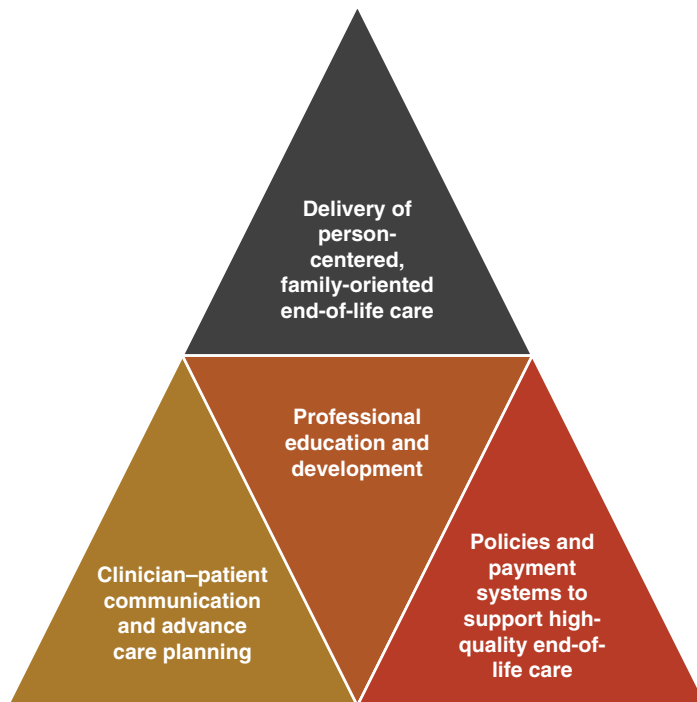 Delivery of
person-
centered,
family-oriented
end-of-life care
Professional
education and
development
Clinician–patient
communication
and advance
care planning
Policies and
payment
systems to
support high-
quality end-of-
life care